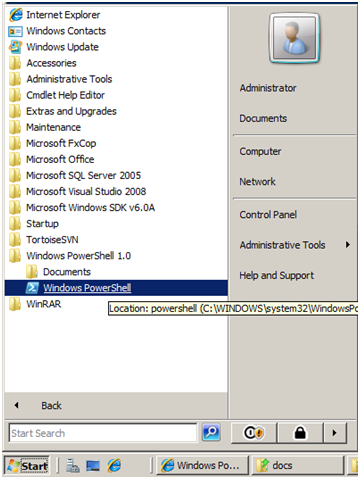 Internet Explorer
Windows Contacts
Windows Update
Accessories
Administrative Tools
Cmdlet Help Editor
Extras and Upgrades
Maintenance
Microsoft FxCop
Microsoft Office
Microsoft SQL Server 2005
Microsoft Visual Studio 2008
Microsoft Windows SDK v6.0A
Startup
TortoiseSVN
Windows PowerShell 1.0
Documents
Windows PowerShell
WinRAR
Location: powershell (C:\WINDOWS\system32\WindowsPo
Back
Start Search
Administrator
Documents
Computer
Network
Control Panel
Administrative Tools
Help and Support
Start
Windows Po...
docs